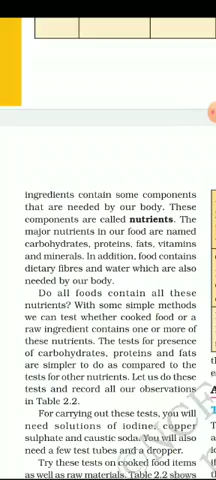 ingredients contain some components
that are needed by our body. These
components are called nutrients. The
major nutrients in our food are named
carbohydrates, proteins, fats, vitamins
and minerals. In addition, food contains
dietary fibres and water which are also
needed by our body.
Do all foods contain all these
nutrients? With some simple methods
we can test whether cooked food or a
raw ingredient contains one or more of
these nutrients. The tests for presence
of carbohydrates, proteins and fats
are simpler to do as compared to the
tests for other nutrients. Let us do these
tests and record all our observations
in Table 2.2.
For carrying out these tests, you will
need solutions of iodine, copper
sulphate and caustic soda. You will also
need a few test tubes and a dropper.
Try these tests on cooked food items
as well as raw materials. Table 2.2 shows